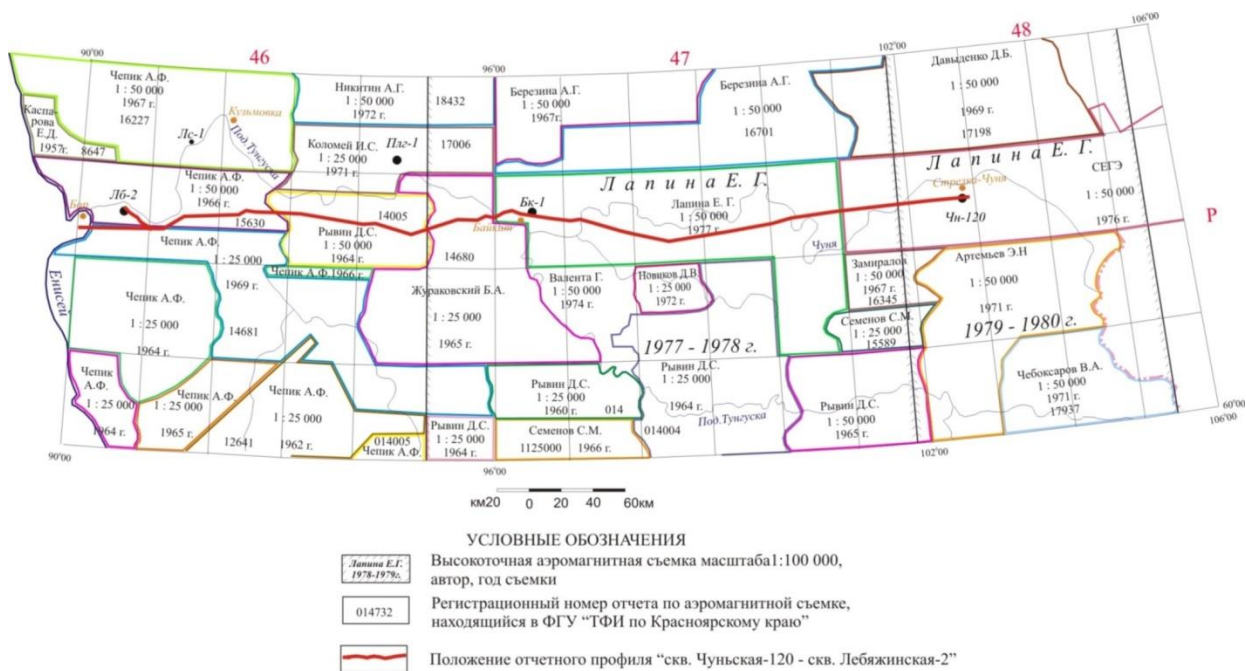 46
47
48
106°00
102°00
96°00
90°00
Чепик А.Ф.
1 : 50 000
1967 г.
16227
Кузьмовка
Каспа-
рова
Е.Д.
1957г.
8647
Лс-1
Под.Тунгуска
Никитин А.Г.
1 : 50 000
1972 г.
18432
Коломей И.С.
1 : 25 000
1971 г.
Плг-1
17006
Березина А.Г.
1 : 50 000
1967г.
Березина А.Г.
1 : 50 000
16701
Давыденко Д.Б.
1 : 50 000
1969 г.
17198
Лапина Е. Г.
СЕГЭ
1 : 50 000
1976 г.
Стрелка-Чуня
Чн-120
P
Чепик А.Ф.
1 : 50 000
1966 г.
15630
Лб-2
Бор
Енисей
14005
Рывин Д.С.
1 : 50 000
1964 г.
Лапина Е. Г.
Бк-1
Байкит
Лапина Е. Г.
1 : 50 000
1977 г.
Чуня
Чепик А.Ф.
1 : 25 000
1969 г.
14681
Чепик А.Ф.1966 г.
14680
Жураковский Б.А.
1 : 25 000
1965 г.
Валента Г.
1 : 50 000
1974 г.
Новиков Д.В.
1 : 25 000
1972 г.
Замиралов
1 : 50 000
1967 г.
16345
Артемьев Э.Н
1 : 50 000
1971 г.
1979 - 1980 г.
Семенов С.М.
1 : 25 000
15589
Чепик А.Ф.
1 : 25 000
1964 г.
1977 - 1978 г.
Чепик
А.Ф.
1 : 25 000
1964 г.
Чепик А.Ф.
1 : 25 000
1965 г.
12641
Чепик А.Ф.
1 : 25 000
1962 г.
014005
Чепик А.Ф.
Рывин Д.С.
1 : 25 000
1964 г.
Рывин Д.С.
1 : 25 000
1960 г.
014
Семенов С.М.
1125000
1966 г.
Рывин Д.С.
1 : 25 000
1964 г.
014004
Под.Тунгуска
Рывин Д.С.
1 : 50 000
1965 г.
Чебоксаров В.А.
1 : 50 000
1971 г.
17937
60°00
106°00
90°00
96°00
102°00
км20 0 20 40 60км
УСЛОВНЫЕ ОБОЗНАЧЕНИЯ
Лапина Е.Г.
1978-1979г.
Высокоточная аэромагнитная съемка масштаба1:100 000,
автор, год съемки
014732
Регистрационный номер отчета по аэромагнитной съемке,
находящийся в ФГУ “ТФИ по Красноярскому краю”
Положение отчетного профиля “скв. Чуньская-120 - скв. Лебяжинская-2”